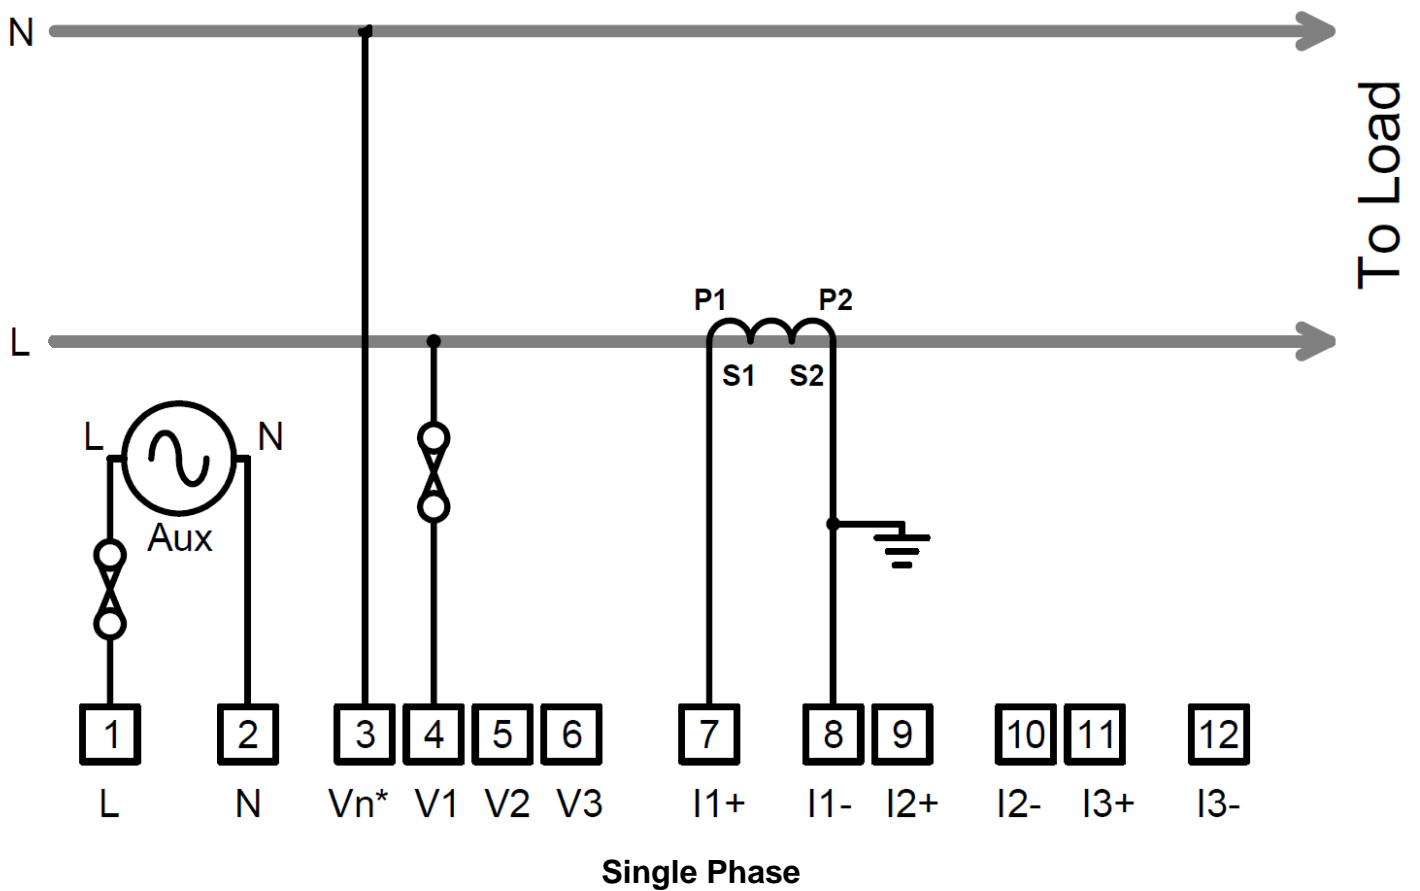 N
To Load
P1 P2
L
S1 S2
L N
Aux
1 2 3 4 5 6 7 8 9 10 11 12
L N Vn* V1 V2 V3 I1+ I1- I2+ I2- I3+ I3-
Single Phase